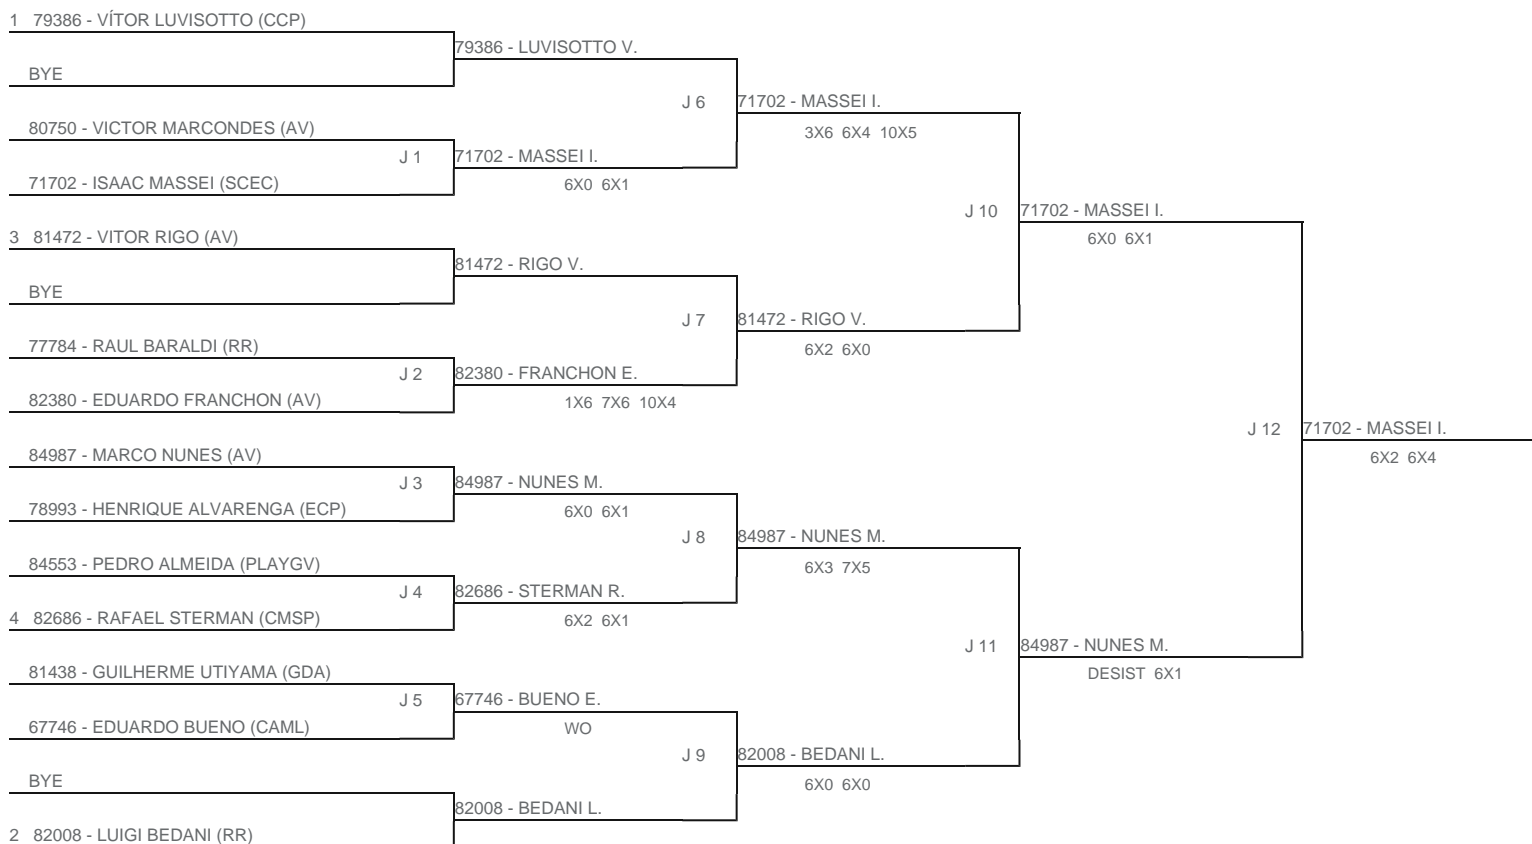 1 79386 - VÍTOR LUVISOTTO (CCP)
79386 - LUVISOTTO V.
BYE
J 6
71702 - MASSEI I.
3X6 6X4 10X5
80750 - VICTOR MARCONDES (AV)
J 1
71702 - MASSEI I.
6X0 6X1
71702 - ISAAC MASSEI (SCEC)
J 10
71702 - MASSEI I.
6X0 6X1
3 81472 - VITOR RIGO (AV)
81472 - RIGO V.
BYE
J 7
81472 - RIGO V.
6X2 6X0
77784 - RAUL BARALDI (RR)
J 2
82380 - FRANCHON E.
1X6 7X6 10X4
82380 - EDUARDO FRANCHON (AV)
J 12
71702 - MASSEI I.
6X2 6X4
84987 - MARCO NUNES (AV)
J 3
84987 - NUNES M.
6X0 6X1
78993 - HENRIQUE ALVARENGA (ECP)
J 8
84987 - NUNES M.
6X3 7X5
84553 - PEDRO ALMEIDA (PLAYGV)
J 4
82686 - STERMAN R.
6X2 6X1
4 82686 - RAFAEL STERMAN (CMSP)
J 11
84987 - NUNES M.
DESIST 6X1
81438 - GUILHERME UTIYAMA (GDA)
J 5
67746 - BUENO E.
WO
67746 - EDUARDO BUENO (CAML)
J 9
82008 - BEDANI L.
6X0 6X0
BYE
82008 - BEDANI L.
2 82008 - LUIGI BEDANI (RR)